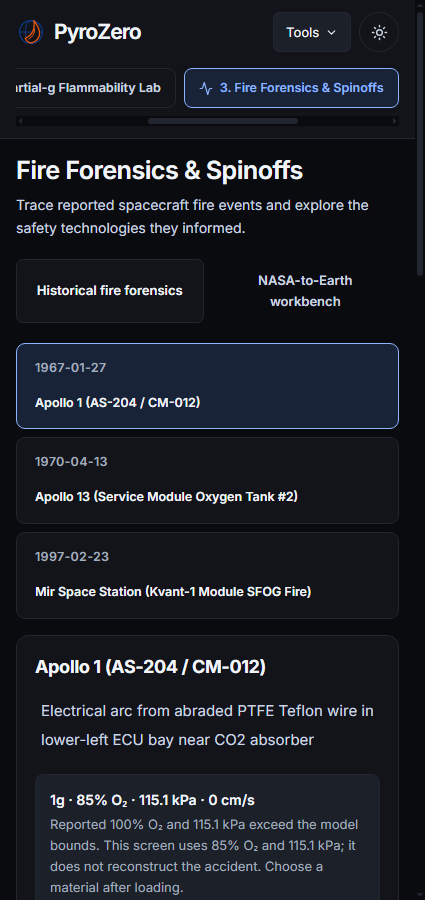 PyroZero
Tools
rtial-g Flammability Lab
3. Fire Forensics & Spinoffs
Fire Forensics & Spinoffs
Trace reported spacecraft fire events and explore the
safety technologies they informed.
Historical fire forensics
NASA-to-Earth
workbench
1967-01-27
Apollo 1 (AS-204 / CM-012)
1970-04-13
Apollo 13 (Service Module Oxygen Tank #2)
1997-02-23
Mir Space Station (Kvant-1 Module SFOG Fire)
Apollo 1 (AS-204 / CM-012)
Electrical arc from abraded PTFE Teflon wire in
lower-left ECU bay near CO2 absorber
1g · 85% O₂ · 115.1 kPa · 0 cm/s
Reported 100% O₂ and 115.1 kPa exceed the model
bounds. This screen uses 85% O₂ and 115.1 kPa; it
does not reconstruct the accident. Choose a
material after loading.